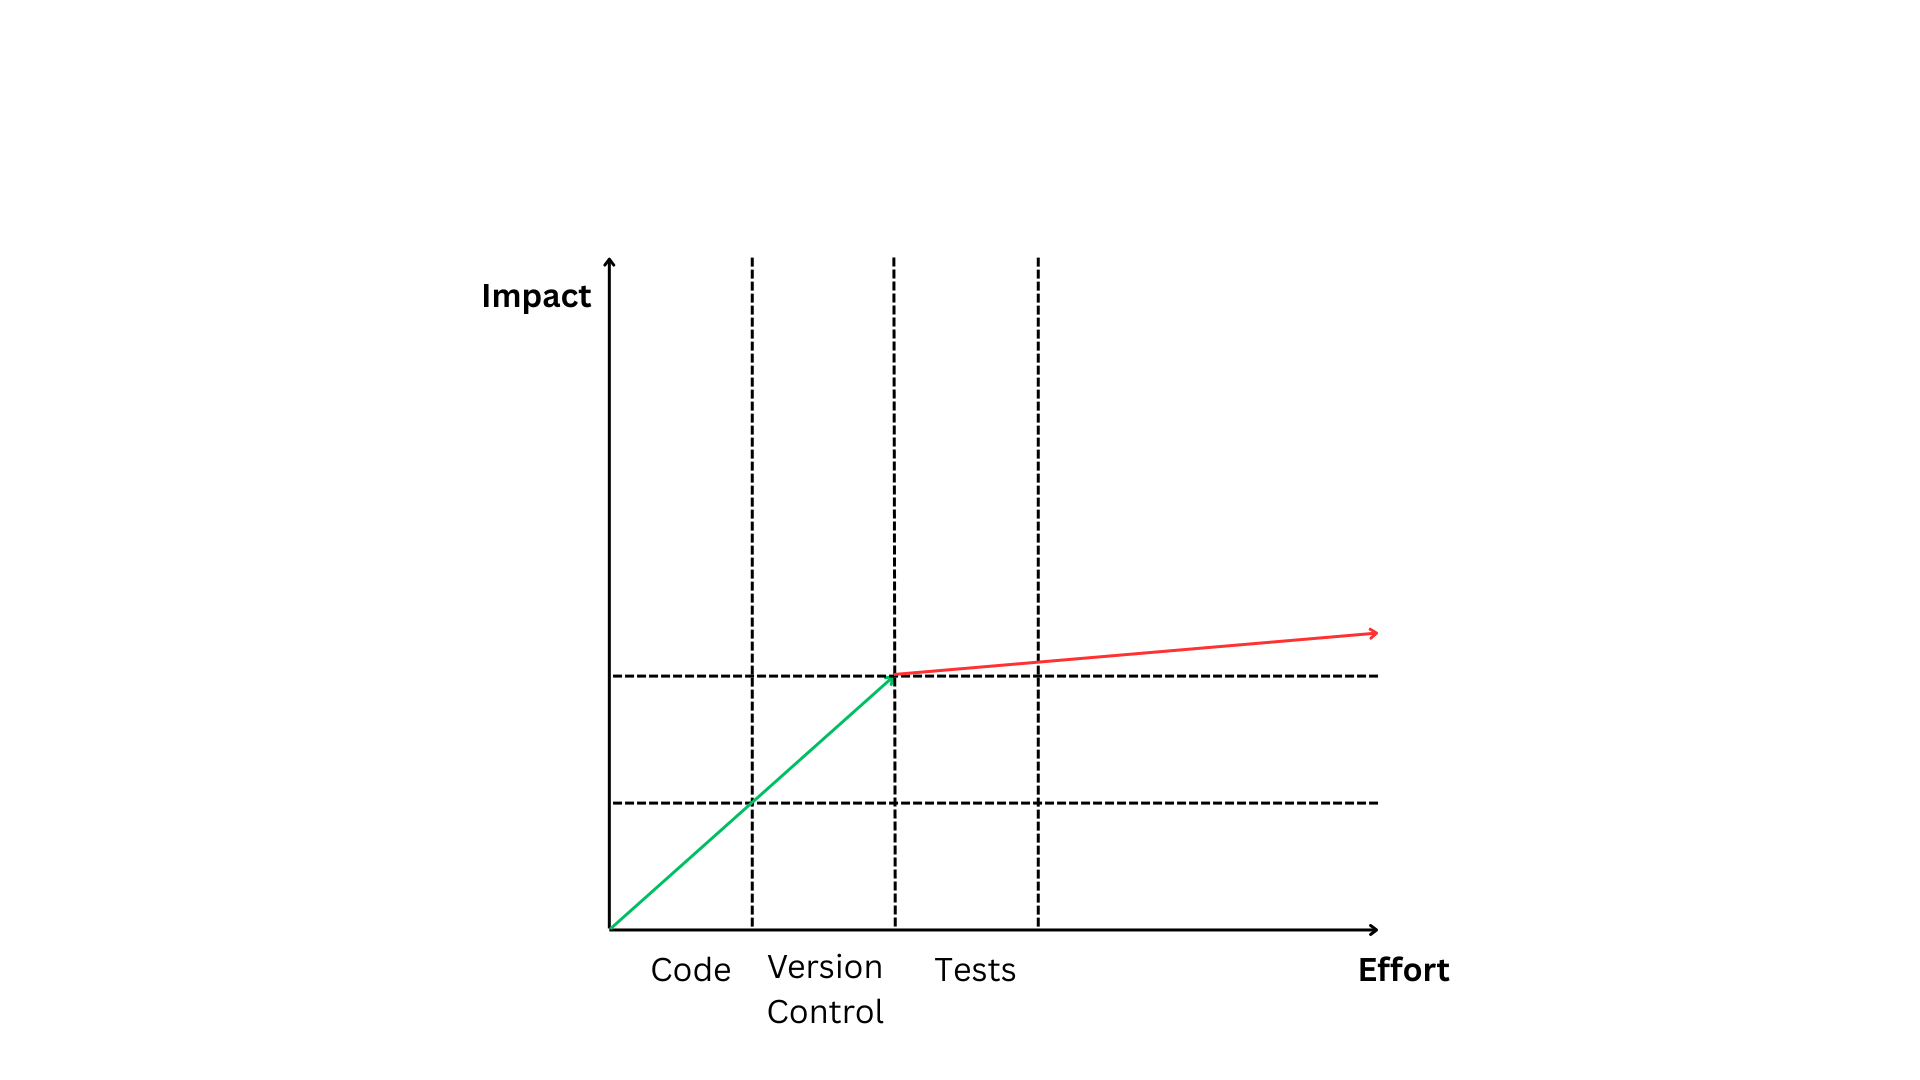 Impact
Code
Version
Control
Tests
Effort